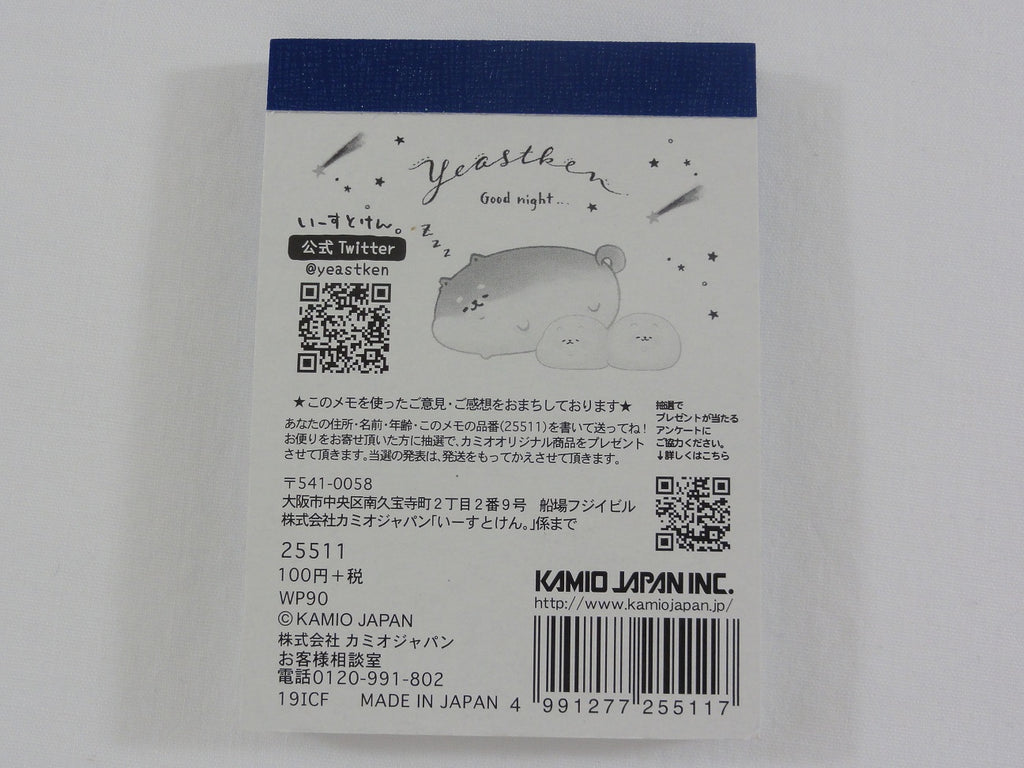 Yeastken
Good night...
いーすとけん。
z z z
公式 Twitter
@yeastken
★このメモを使ったご意見・ご感想をおまちしております★
あなたの住所・名前・年齢・このメモの品番(25511)を書いて送ってね!
お便りをお寄せ頂いた方に抽選で、カミオオリジナル商品をプレゼント
させて頂きます。当選の発表は、発送をもってかえさせて頂きます。
抽選で
プレゼントが当たる
アンケートに
ご協力ください。
↓詳しくはこちら
〒541-0058
大阪市中央区南久宝寺町2丁目2番9号 船場フジイビル
株式会社カミオジャパン「いーすとけん。」係まで
25511
100円+税
WP90
©KAMIO JAPAN
株式会社 カミオジャパン
お客様相談室
電話0120-991-802
19ICF MADE IN JAPAN
KAMIO JAPAN INC.
http://www.kamiojapan.jp/
4 991277 255117